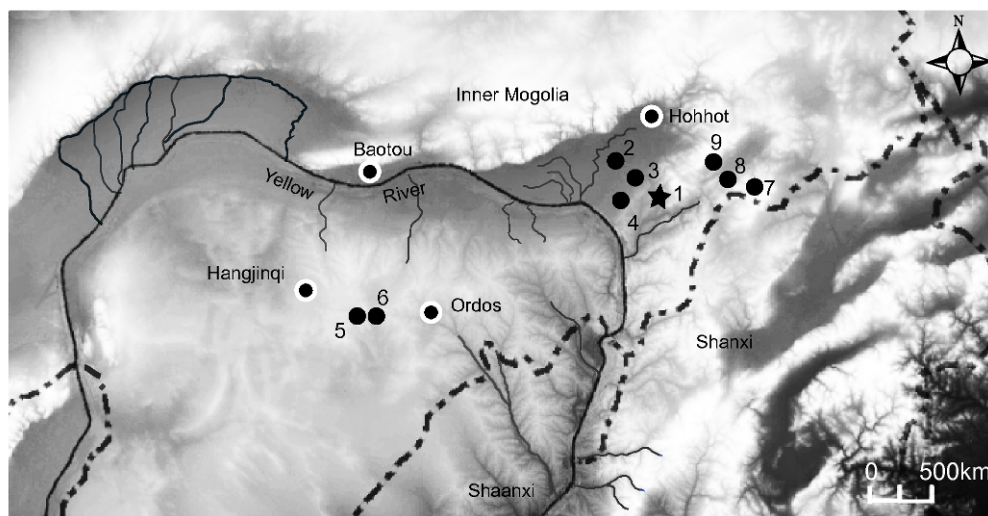 N
Inner Mogolia
Hohhot
Baotou
2
9
3
8
7
1
Yellow River
4
Hangjinqi
6
Ordos
5
Shanxi
0 500km
Shaanxi